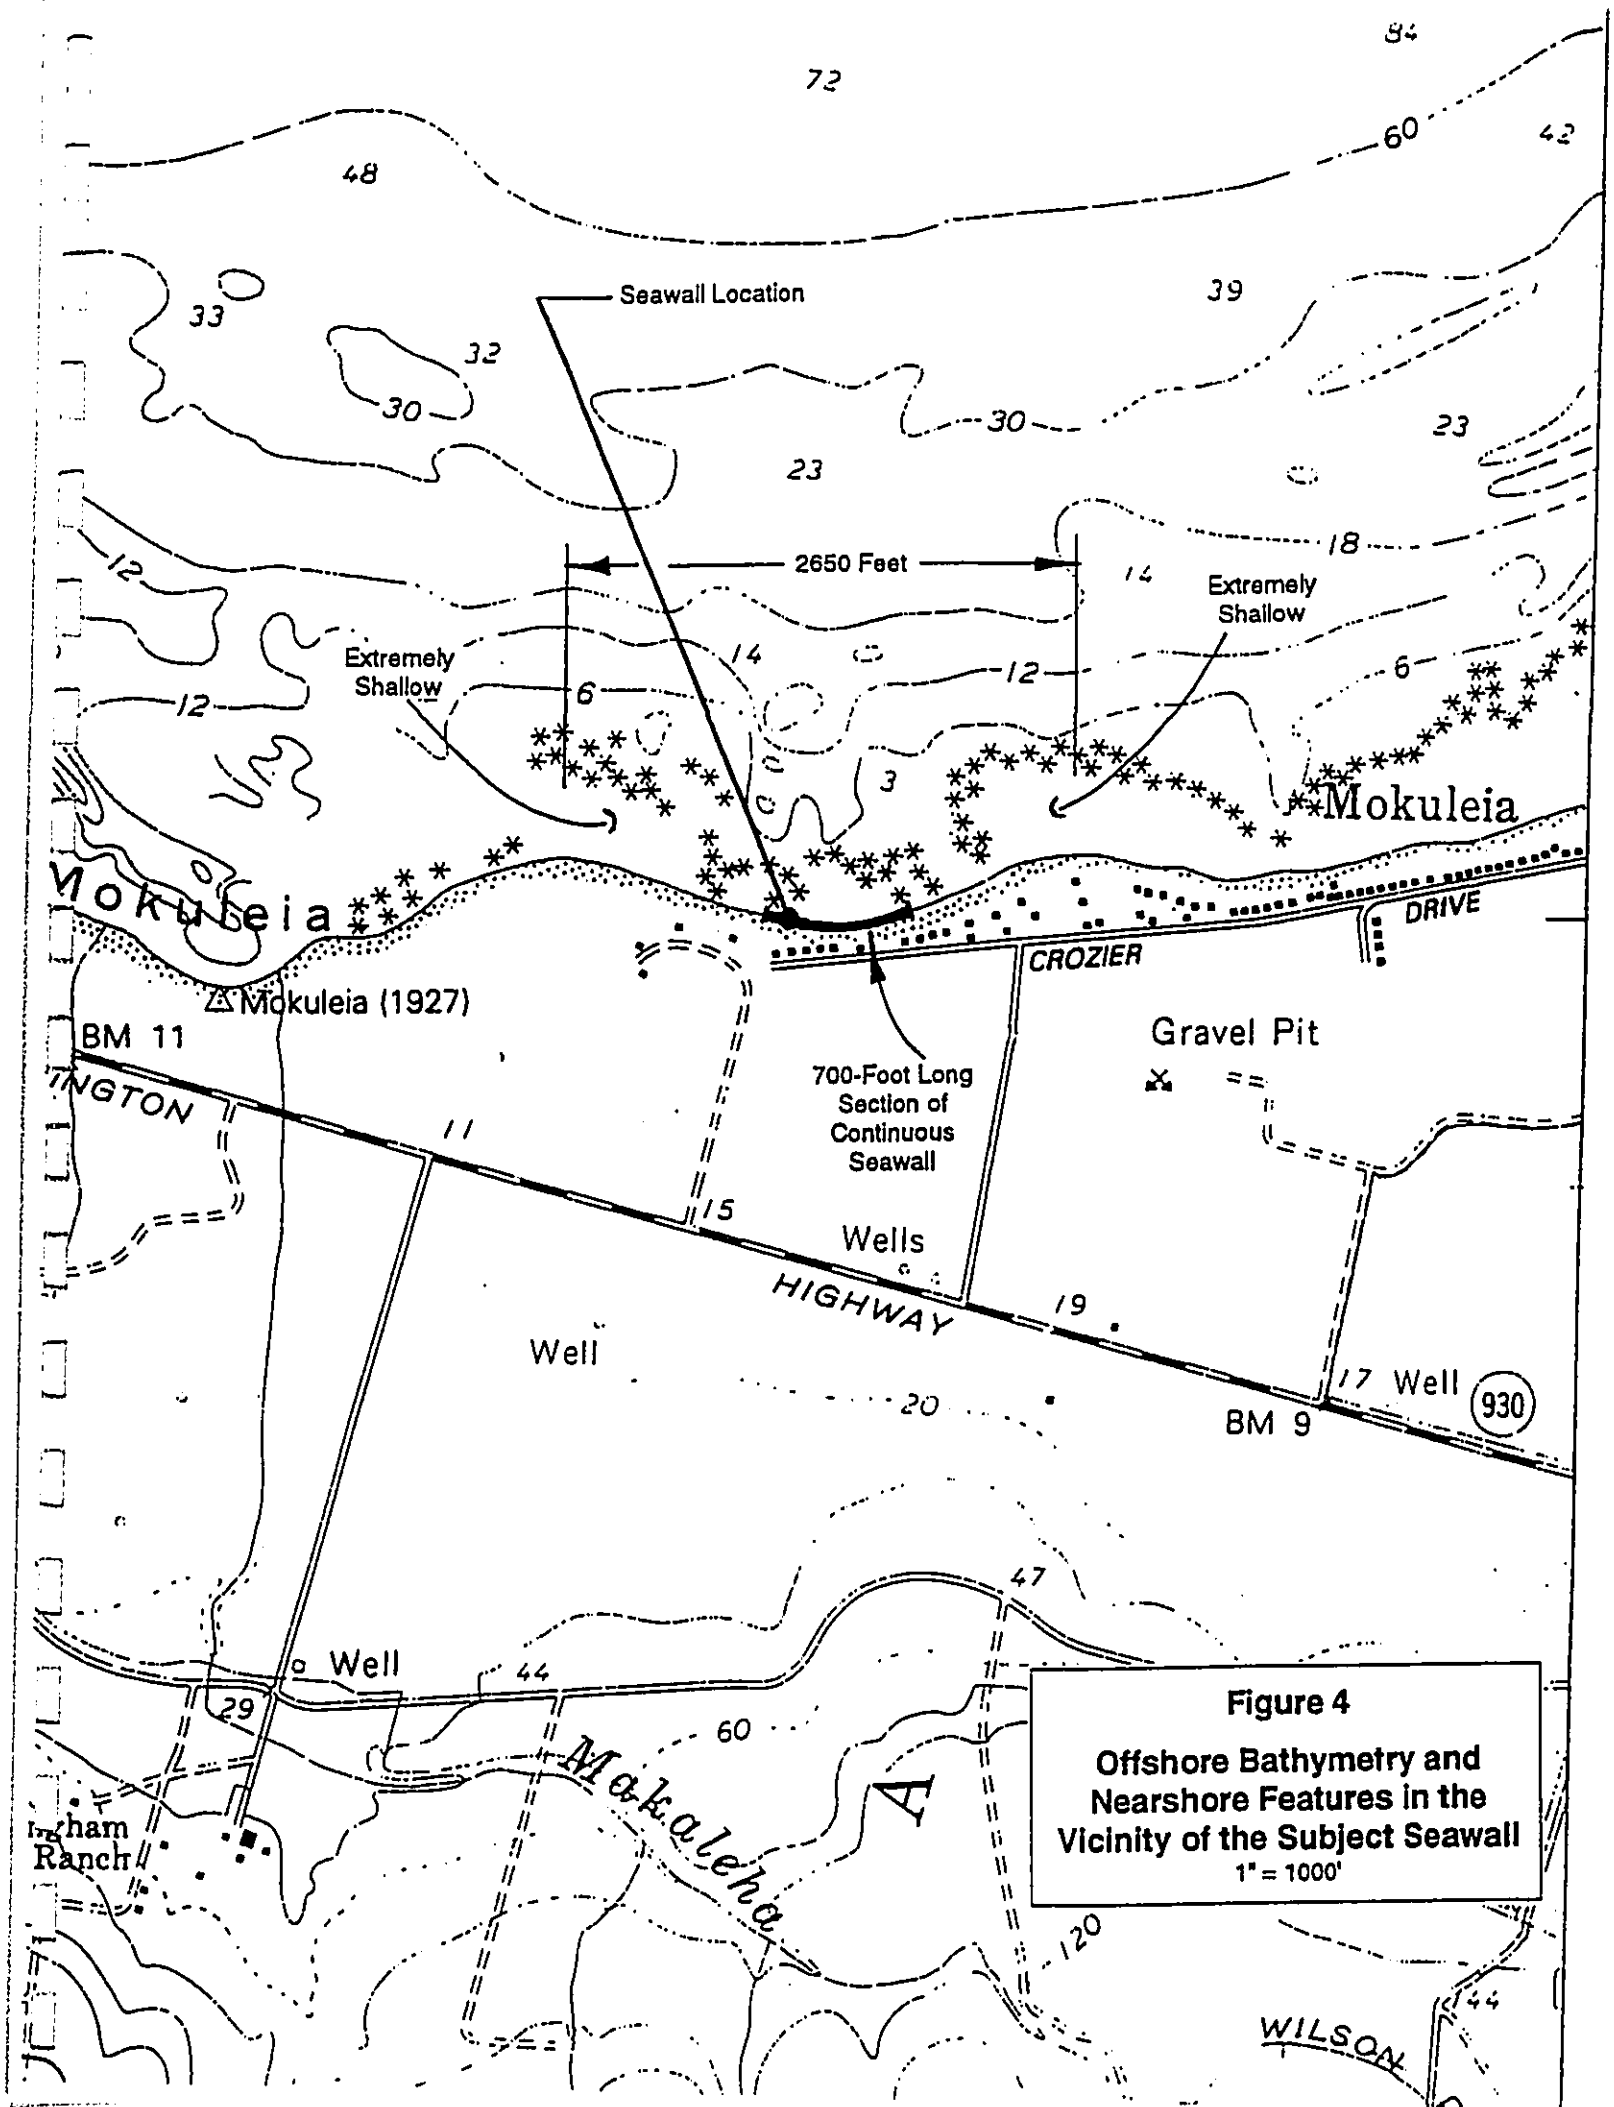 84
72
60
42
48
Seawall Location
39
33
32
30
30
23
23
18
12
2650 Feet
14
Extremely
Shallow
Extremely
Shallow
14
12
6
6
12
3
Mokuleia
Mokuleia
DRIVE
CROZIER
Mokuleia (1927)
BM 11
Gravel Pit
INGTON
700-Foot Long
Section of
Continuous
Seawall
11
15
Wells
HIGHWAY
19
Well
17 Well
930
20
BM 9
47
Well
44
29
60
Makaleha
A
Figure 4
Offshore Bathymetry and
Nearshore Features in the
Vicinity of the Subject Seawall
1" = 1000'
ham
Ranch
120
44
WILSON